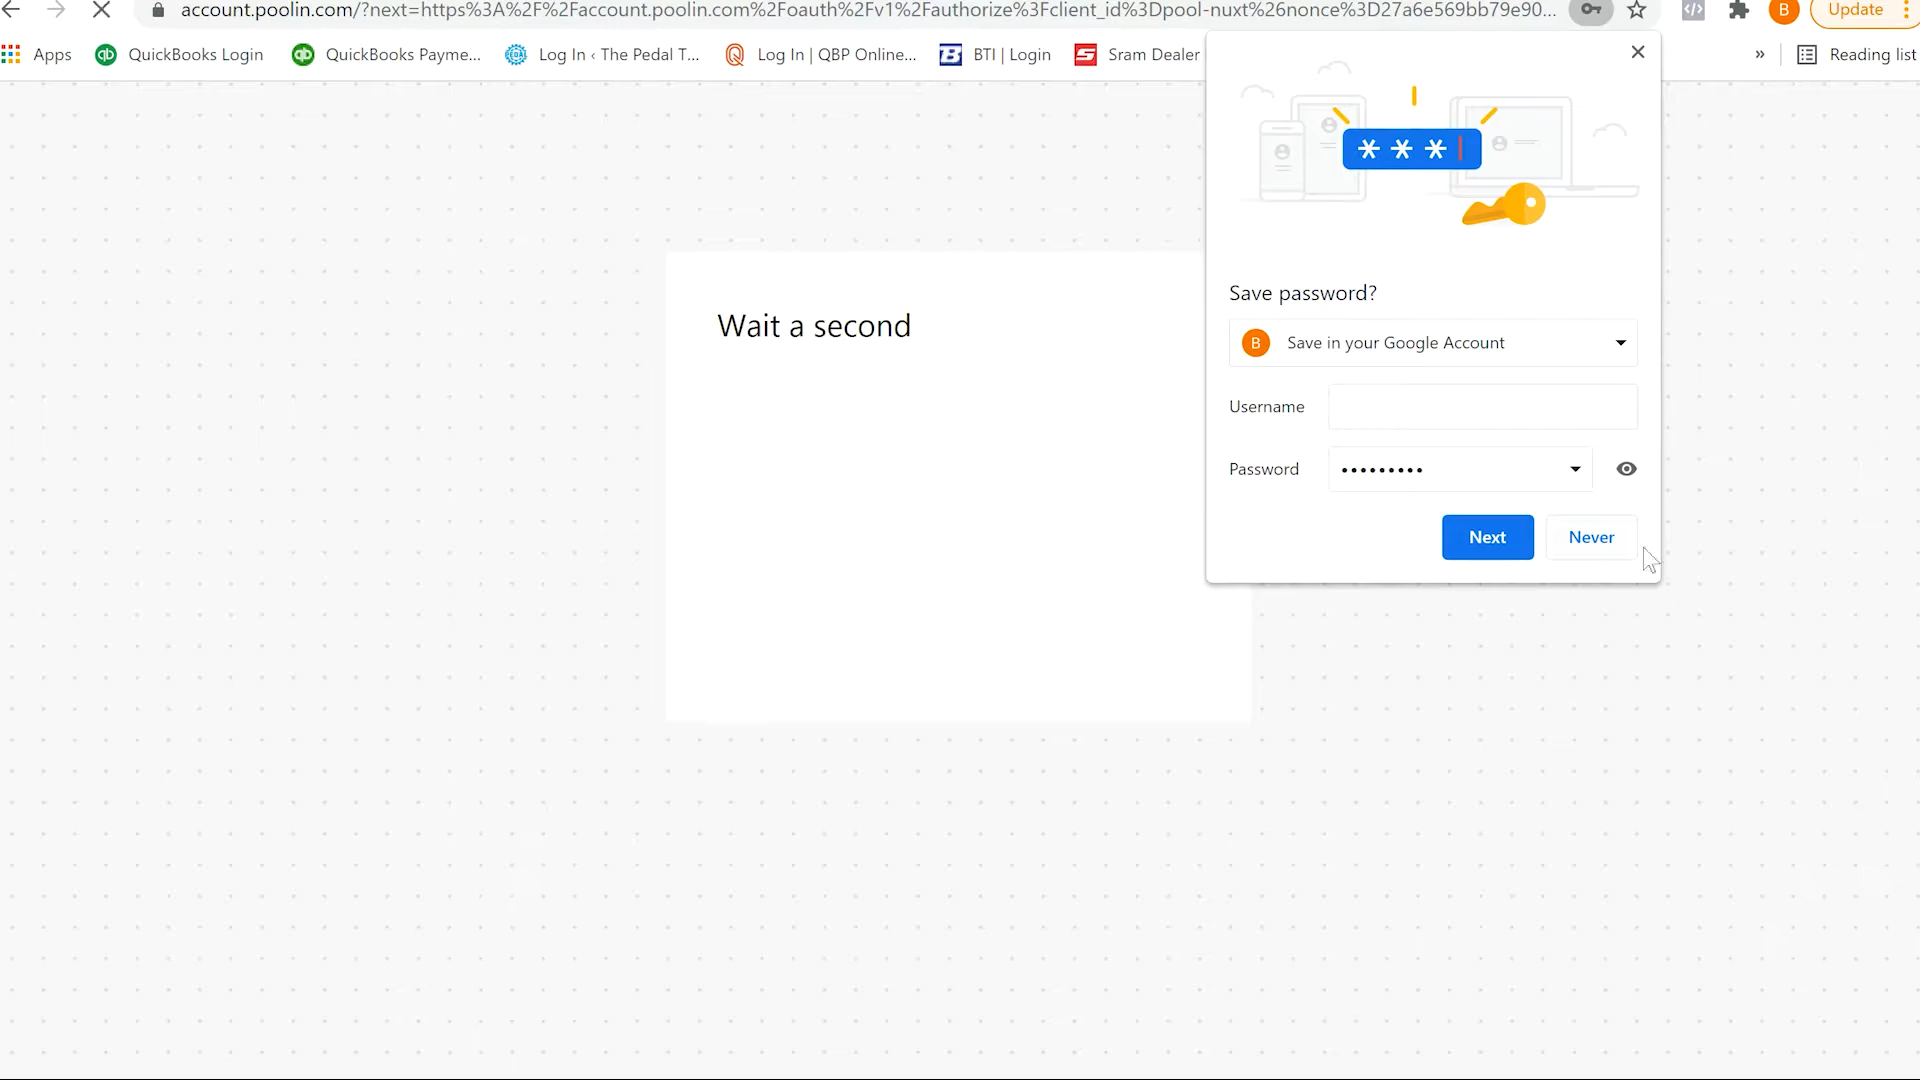 account.poolin.com/?next=https%3A%2F%2Faccount.poolin.com%2Foauth%2Fv1%2Fauthorize%3Fclient_id%3Dpool-nuxt%26nonce%3D27a6e569bb79e90...
B
Update
Apps
QuickBooks Login
QuickBooks Payme...
Log In ‹ The Pedal T...
Log In | QBP Online...
BTI | Login
Sram Dealer
»
Reading list
***
Save password?
B Save in your Google Account
Username
Password •••••••••
Next
Never
Wait a second